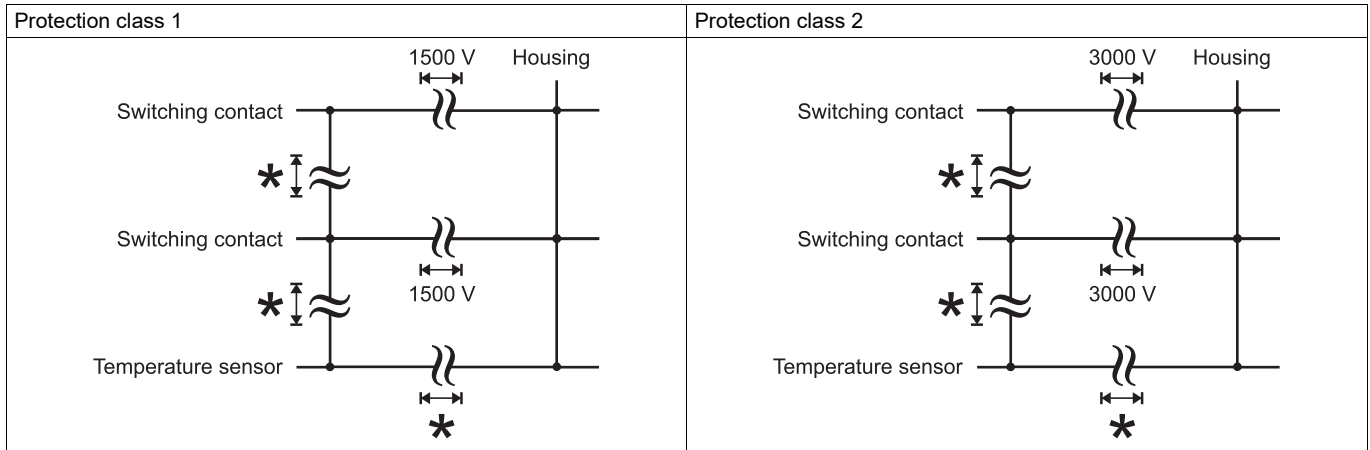 Protection class 1
1500 V Housing
Switching contact
*
Switching contact
*
1500 V
Temperature sensor
*
Protection class 2
3000 V Housing
Switching contact
*
Switching contact
*
3000 V
Temperature sensor
*